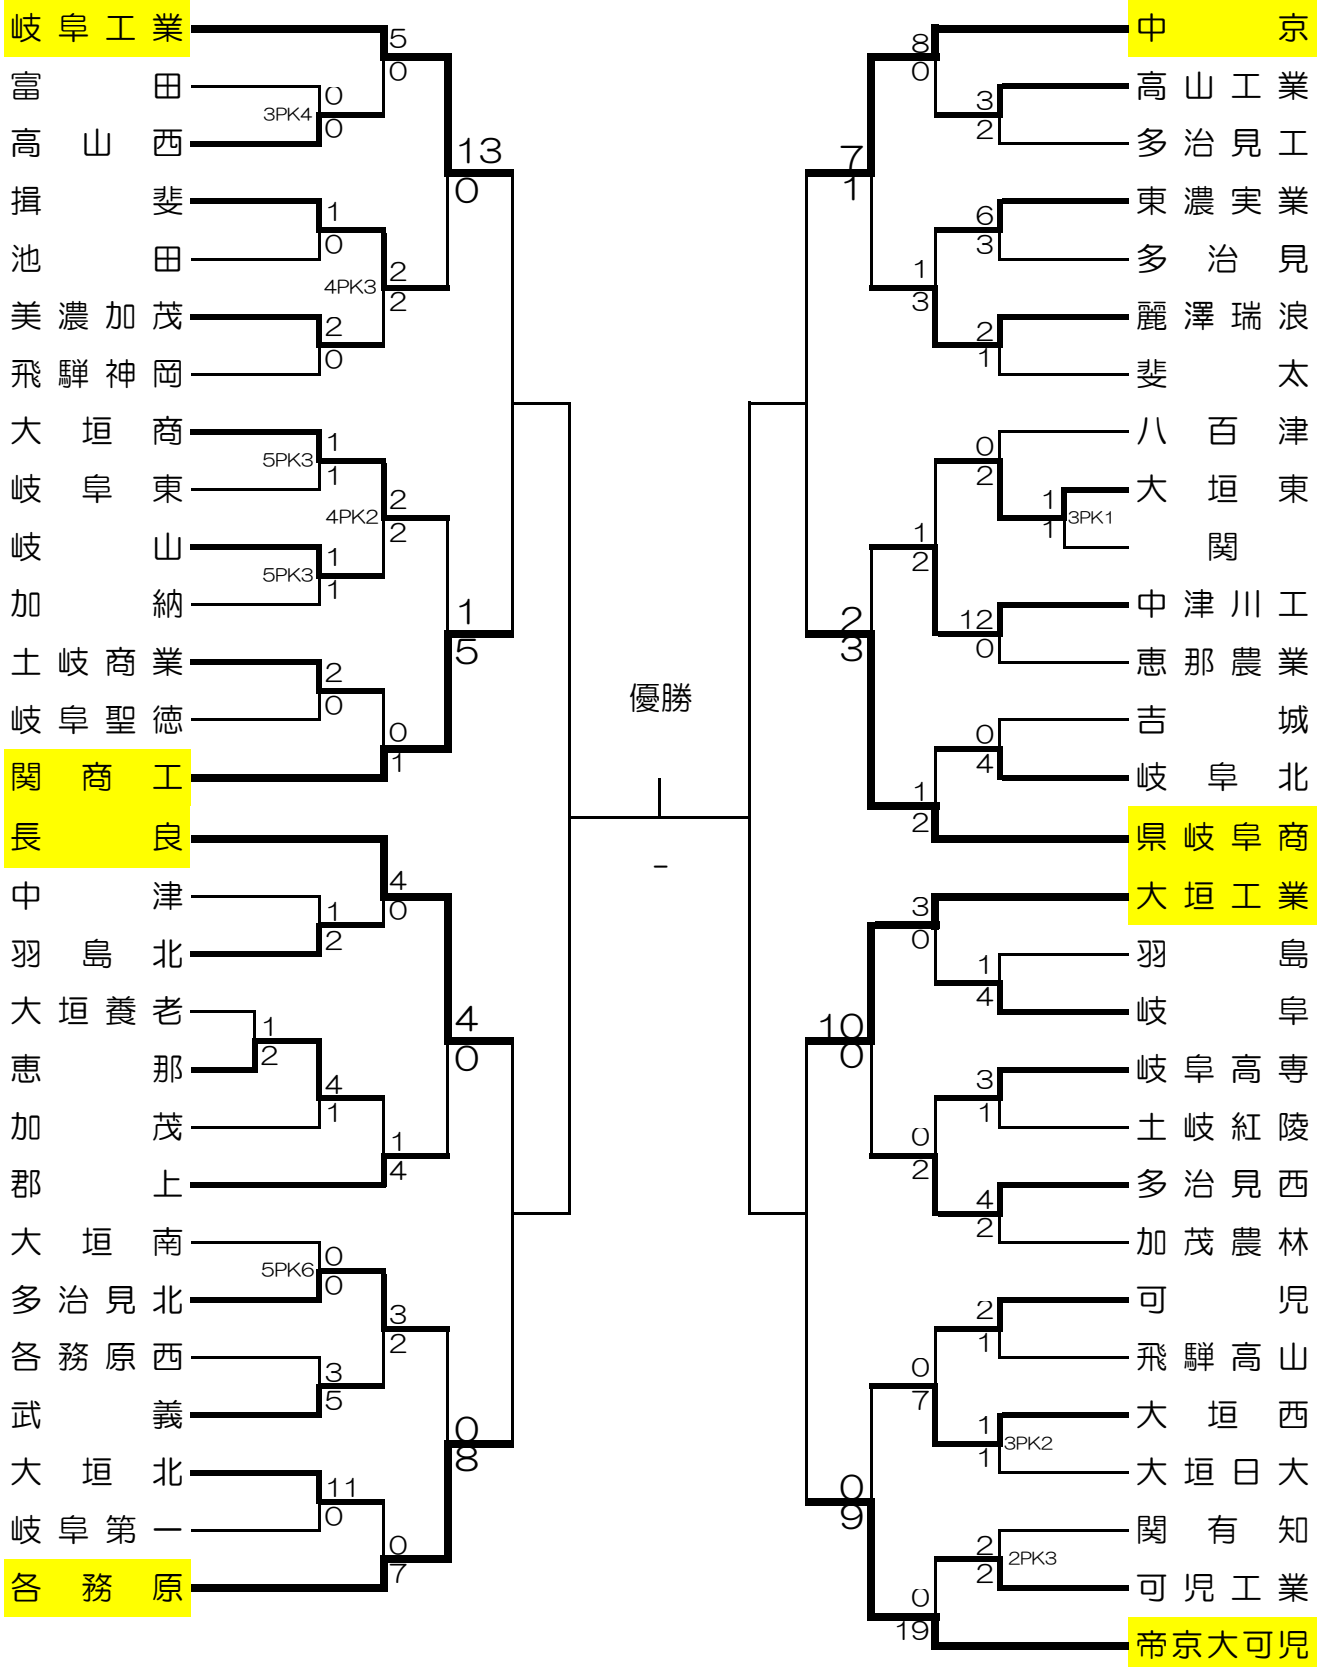 岐阜工業
富田
高山西
揖斐
池田
美濃加茂
飛騨神岡
大垣商
岐阜東
岐山
加納
土岐商業
岐阜聖徳
関商工
長良
中津
羽島北
大垣養老
恵那
加茂
郡上
大垣南
多治見北
各務原西
武義
大垣北
岐阜第一
各務原
5
0
0
3PK4
0
13
0
1
0
2
4PK3
2
2
0
1
5PK3
1
2
4PK2
2
1
5PK3
1
1
5
2
0
0
1
4
0
1
2
1
2
4
0
4
1
1
4
0
5PK6
0
3
2
3
5
0
8
11
0
0
7
優勝
-
8
0
3
2
7
1
6
3
1
3
2
1
0
2
1
3PK1
1
1
2
12
0
2
3
0
4
1
2
3
0
1
4
10
0
3
1
0
2
4
2
2
1
0
7
1
3PK2
1
0
9
2
2PK3
2
0
19
中京
高山工業
多治見工
東濃実業
多治見
麗澤瑞浪
斐太
八百津
大垣東
関
中津川工
恵那農業
吉城
岐阜北
県岐阜商
大垣工業
羽島
岐阜
岐阜高専
土岐紅陵
多治見西
加茂農林
可児
飛騨高山
大垣西
大垣日大
関有知
可児工業
帝京大可児